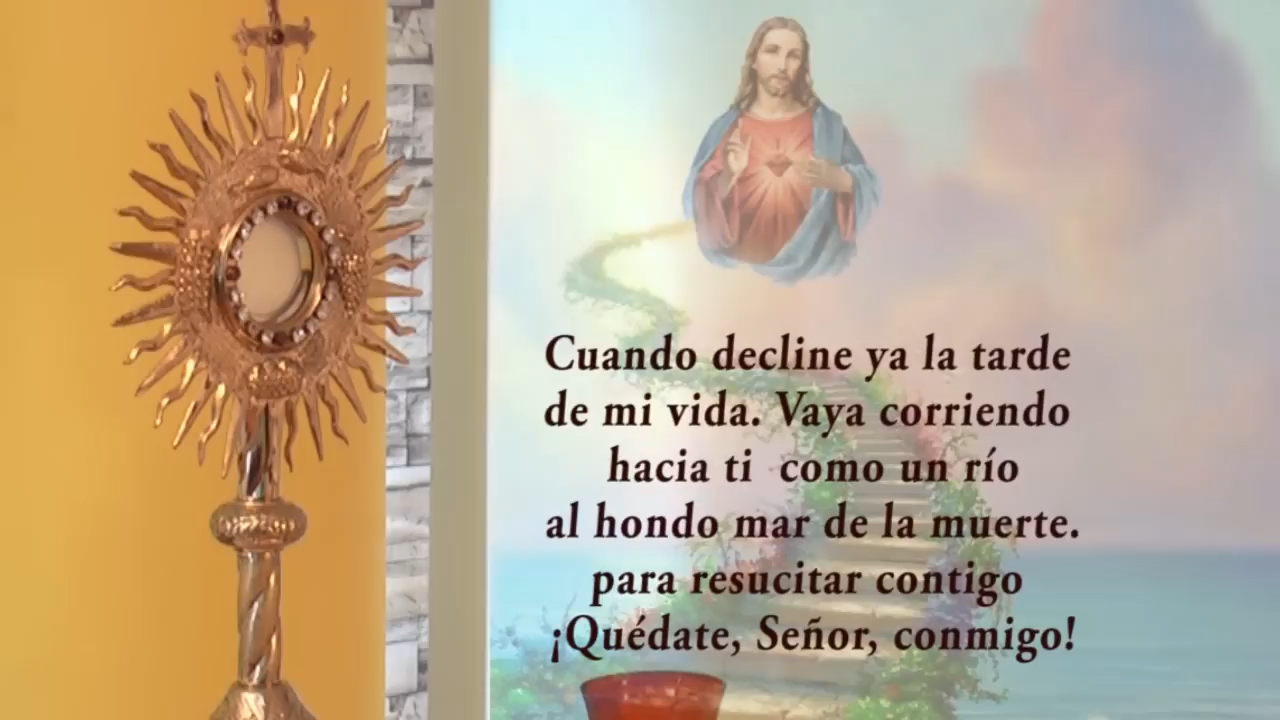 Cuando decline ya la tarde
de mi vida. Vaya corriendo
hacia ti como un río
al hondo mar de la muerte.
para resucitar contigo
¡Quédate, Señor, conmigo!